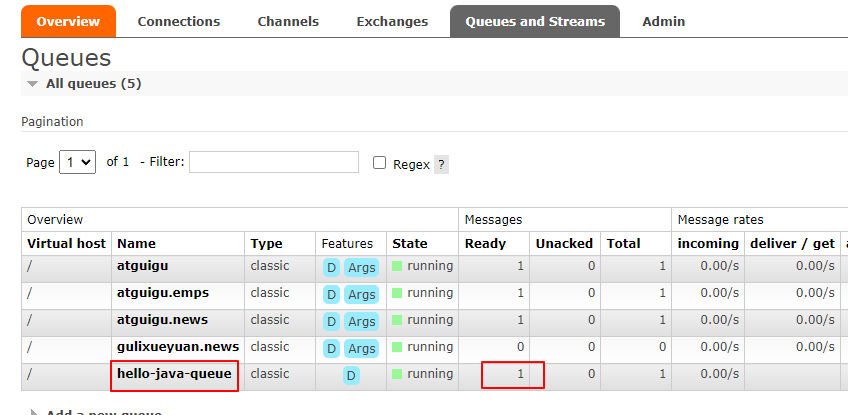 Overview Connections Channels Exchanges Queues and Streams Admin
Queues
All queues (5)
Pagination
Page 1 of 1 - Filter: Regex ?
Overview Messages Message rates
Virtual host Name Type Features State Ready Unacked Total incoming deliver / get
/ atguigu classic D Args running 1 0 1 0.00/s 0.00/s
/ atguigu.emps classic D Args running 1 0 1 0.00/s 0.00/s
/ atguigu.news classic D Args running 1 0 1 0.00/s 0.00/s
/ gulixueyuan.news classic D Args running 0 0 0 0.00/s 0.00/s
/ hello-java-queue classic D running 1 0 1 0.00/s
Add a new queue